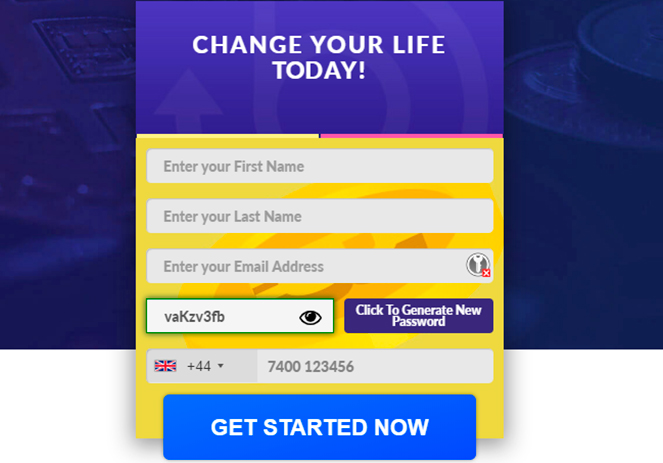 CHANGE YOUR LIFE
TODAY!
Enter your First Name
Enter your Last Name
Enter your Email Address
vaKzv3fb
Click To Generate New
Password
+44
7400 123456
GET STARTED NOW